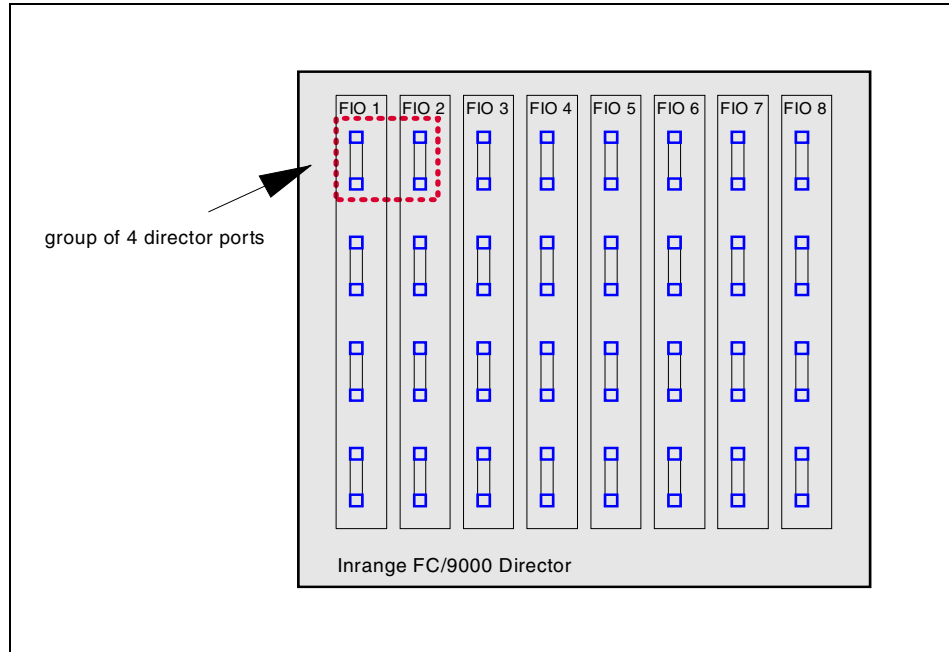 FIO 1 FIO 2 FIO 3 FIO 4 FIO 5 FIO 6 FIO 7 FIO 8
group of 4 director ports
Inrange FC/9000 Director